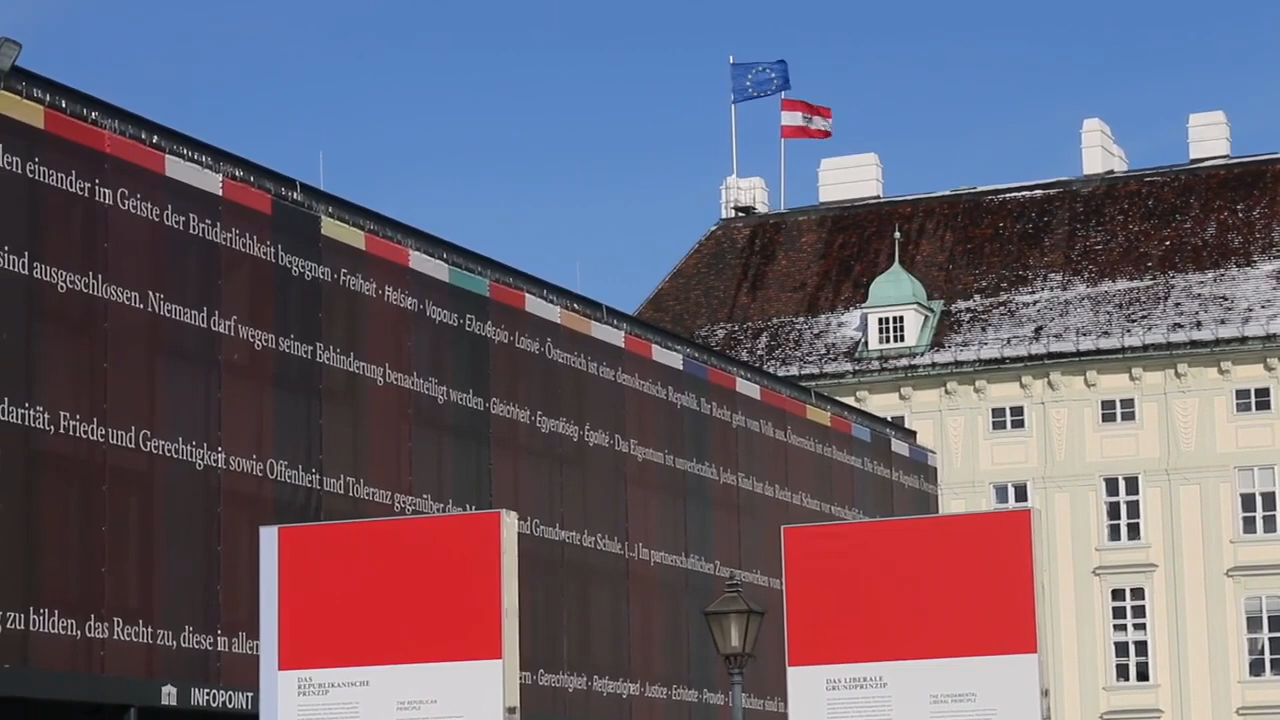 len einander im Geiste der Brüderlichkeit begegnen · Freiheit · Helsien · Vapaus · Ελευθερία · Laisvė · Österreich ist eine demokratische Republik. Ihr Recht geht vom Volk aus. Österreich ist ein Bundesstaat. Die Farben der Republik Österre
sind ausgeschlossen. Niemand darf wegen seiner Behinderung benachteiligt werden · Gleichheit · Egyenlőség · Égalité · Das Eigentum ist unverletzlich. Jedes Kind hat das Recht auf Schutz vor wirtschaftlicher
darität, Friede und Gerechtigkeit sowie Offenheit und Toleranz gegenüber den
nd Grundwerte der Schule. [...] Im partnerschaftlichen Zusammenwirken von
g zu bilden, das Recht zu, diese in allen
ern · Gerechtigkeit · Retfærdighed · Justice · Echitate · Pravda · Richter sind in
INFOPOINT
DAS
REPUBLIKANISCHE
PRINZIP
THE REPUBLICAN
PRINCIPLE
DAS LIBERALE
GRUNDPRINZIP
THE FUNDAMENTAL
LIBERAL PRINCIPLE